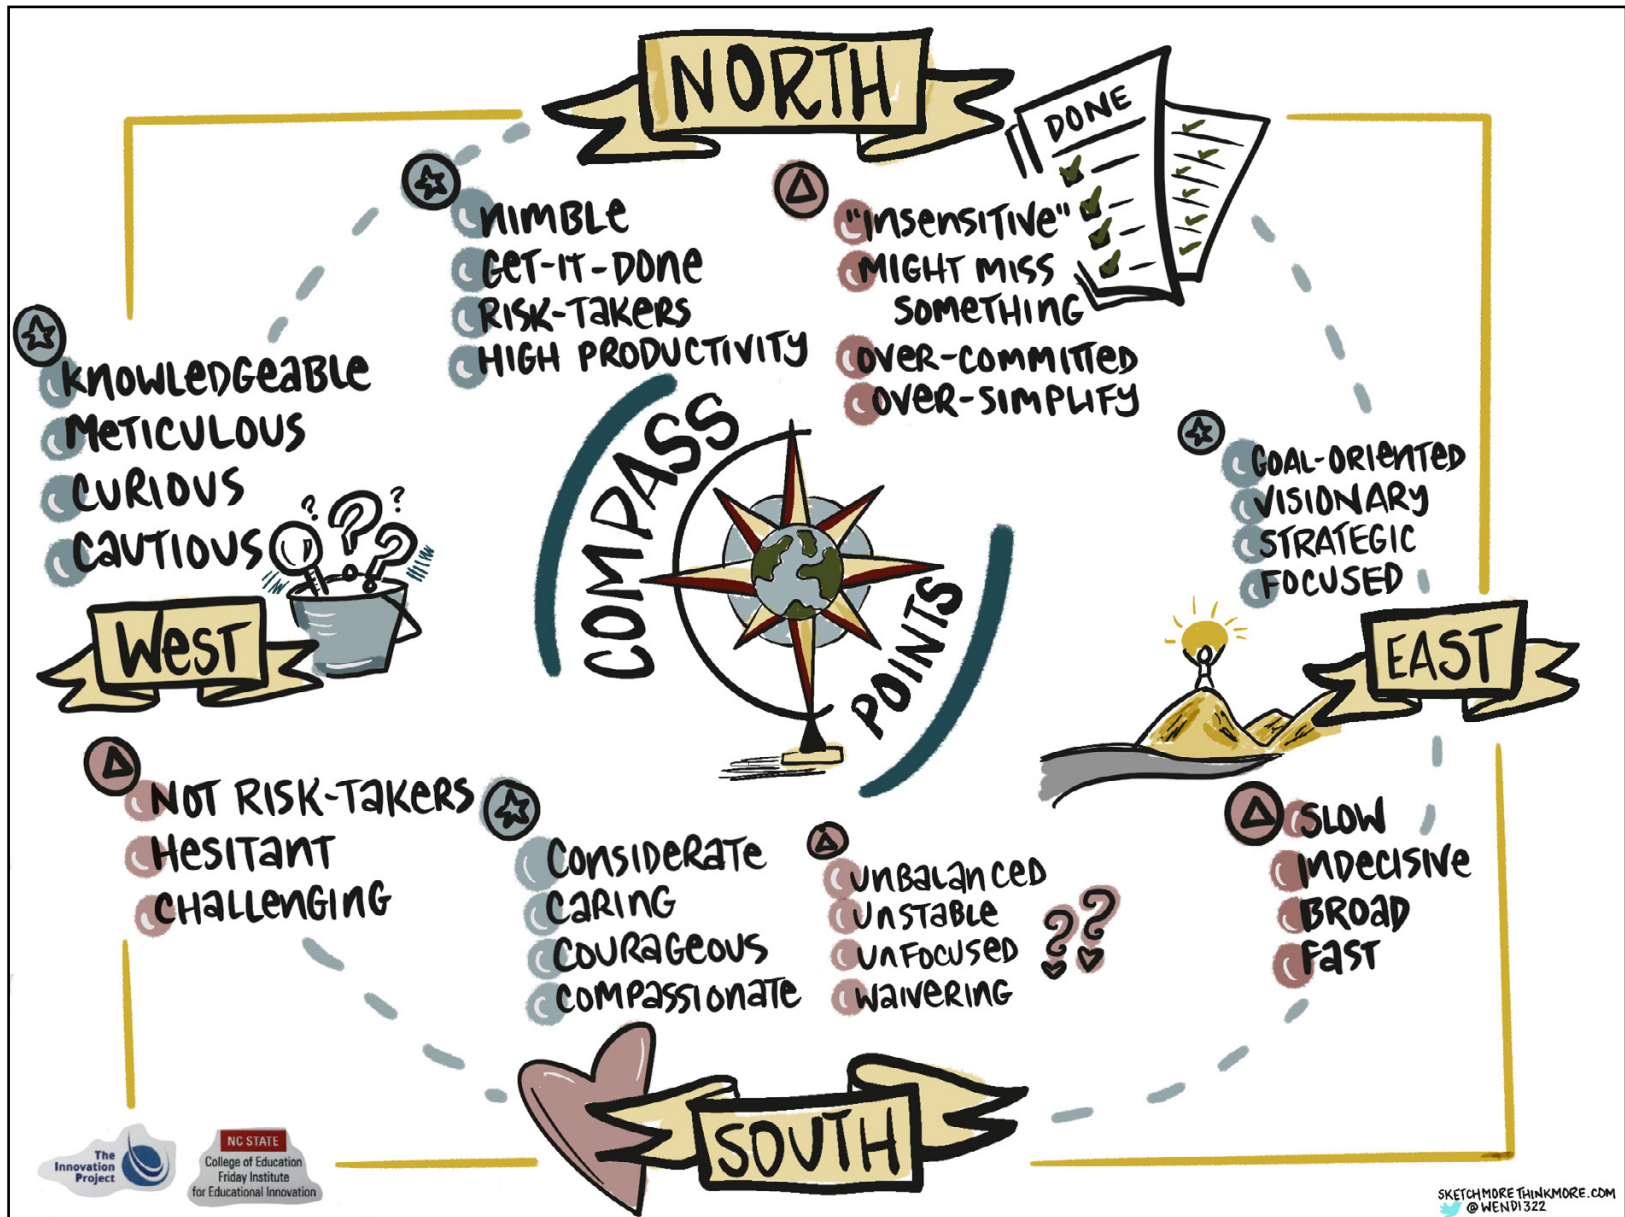 NORTH
DONE
NIMBLE
GET-IT-DONE
RISK-TAKERS
HIGH PRODUCTIVITY
"INSENSITIVE"
MIGHT MISS
SOMETHING
OVER-COMMITTED
OVER-SIMPLIFY
KNOWLEDGEABLE
METICULOUS
CURIOUS
CAUTIOUS
? ? ? ?
WEST
COMPASS
POINTS
GOAL-ORIENTED
VISIONARY
STRATEGIC
FOCUSED
EAST
NOT RISK-TAKERS
HESITANT
CHALLENGING
CONSIDERATE
CARING
COURAGEOUS
COMPASSIONATE
UNBALANCED
UNSTABLE
UNFOCUSED
WAIVERING
??
SLOW
INDECISIVE
BROAD
FAST
SOUTH
The
Innovation
Project
NC STATE
College of Education
Friday Institute
for Educational Innovation
SKETCHMORETHINKMORE.COM
@WENDI322